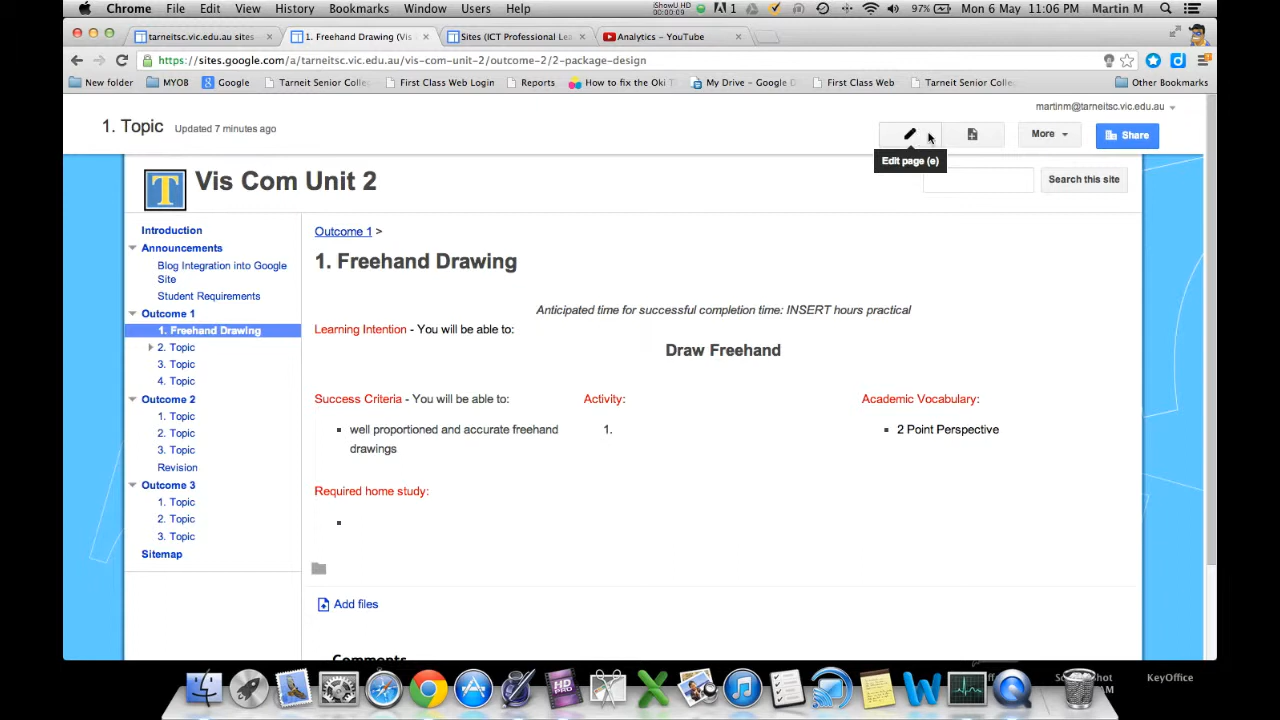 Chrome File Edit View History Bookmarks Window Users Help iShowU HD 00:00:09 1 97% Mon 6 May 11:06 PM Martin M
tarneitsc.vic.edu.au sites × 1. Freehand Drawing (Vis × Sites (ICT Professional Le × Analytics - YouTube ×
https://sites.google.com/a/tarneitsc.vic.edu.au/vis-com-unit-2/outcome-2/2-package-design
New folder MYOB Google Tarneit Senior Colle First Class Web Login Reports How to fix the Oki T My Drive - Google D First Class Web Tarneit Senior Colle Other Bookmarks
martinm@tarneitsc.vic.edu.au
1. Topic Updated 7 minutes ago More Share
Edit page (e)
Vis Com Unit 2 Search this site
Introduction
Announcements
Blog Integration into Google
Site
Student Requirements
Outcome 1
1. Freehand Drawing
2. Topic
3. Topic
4. Topic
Outcome 2
1. Topic
2. Topic
3. Topic
Revision
Outcome 3
1. Topic
2. Topic
3. Topic
Sitemap
Outcome 1 >
1. Freehand Drawing
Anticipated time for successful completion time: INSERT hours practical
Learning Intention - You will be able to:
Draw Freehand
Success Criteria - You will be able to: Activity: Academic Vocabulary:
well proportioned and accurate freehand 1. 2 Point Perspective
drawings
Required home study:
Add files
Comments
HD PRO
KeyOffice